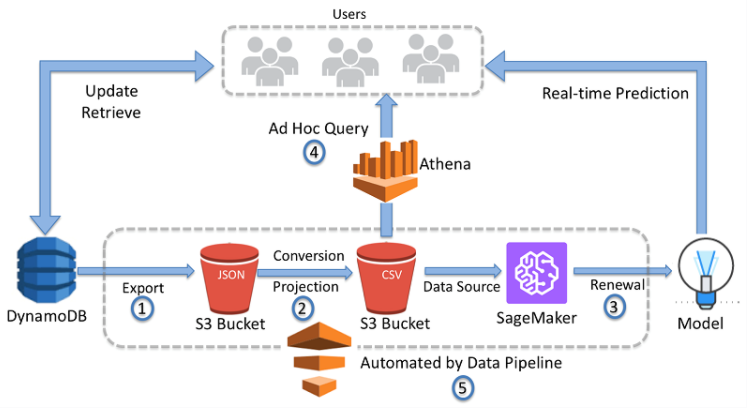 Users
Update
Retrieve
Real-time Prediction
Ad Hoc Query
4
Athena
JSON
Conversion
CSV
Export
Projection
Data Source
Renewal
1
2
3
DynamoDB
S3 Bucket
S3 Bucket
SageMaker
Model
Automated by Data Pipeline
5